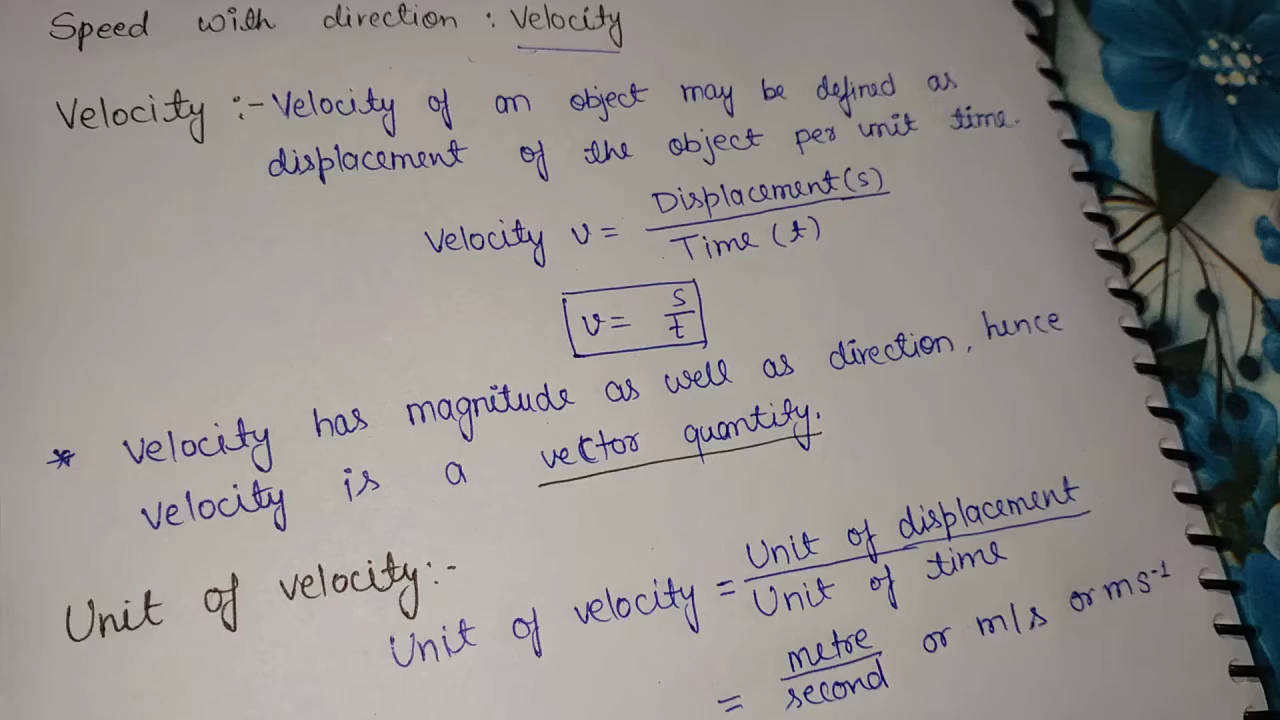 Speed with direction : Velocity
Velocity :- Velocity of an object may be defined as
displacement of the object per unit time.
Velocity v = Displacement(s) / Time (t)
v = s / t
* Velocity has magnitude as well as direction, hence
velocity is a vector quantity.
Unit of velocity:-
Unit of velocity = Unit of displacement / Unit of time
= metre / second or m/s or ms⁻¹